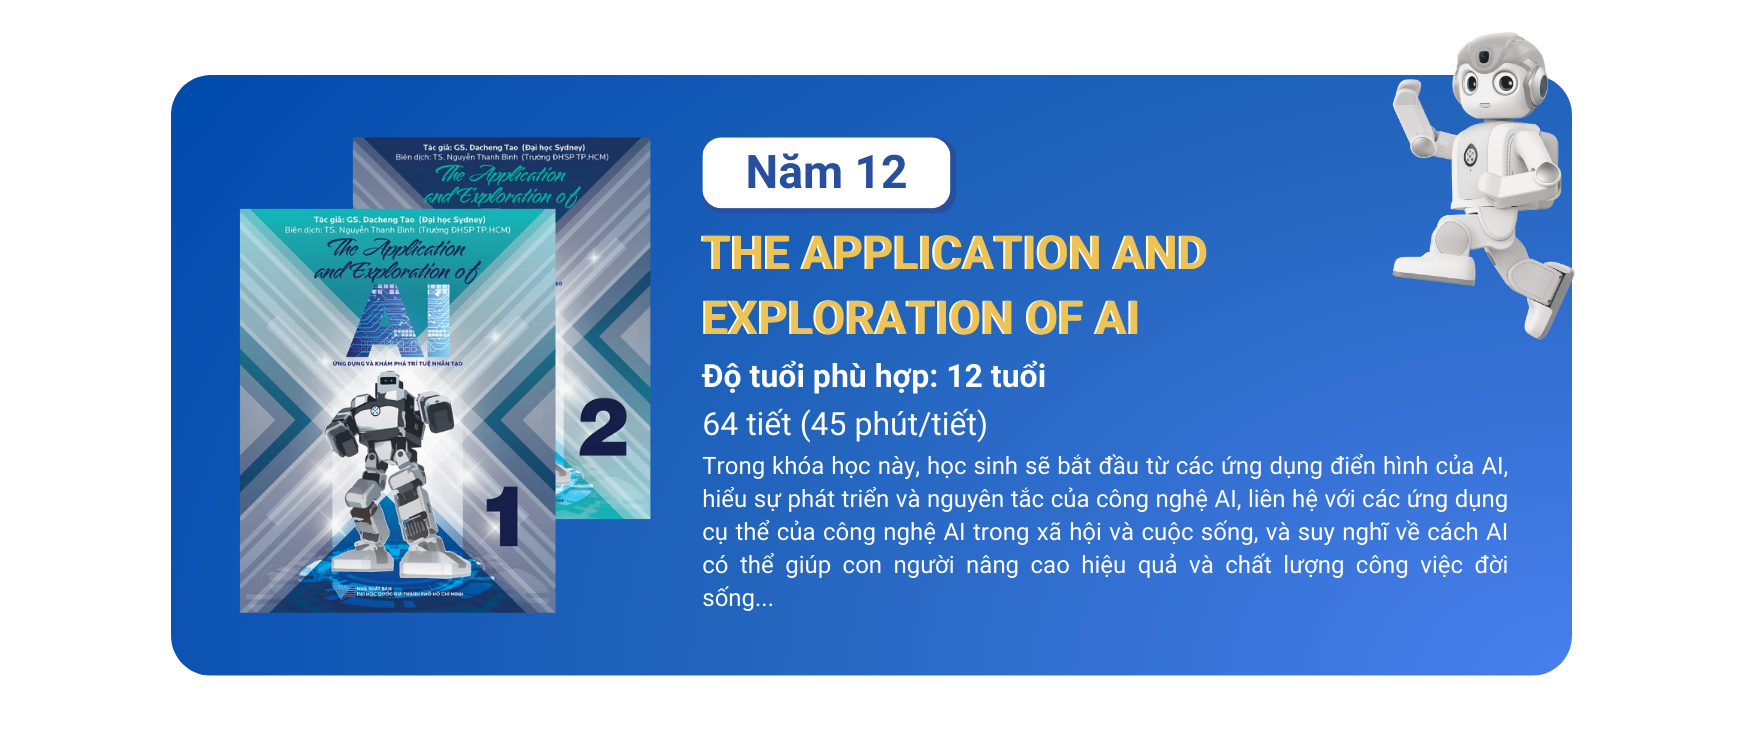 Tác giả: GS. Dacheng Tao (Đại học Sydney)
Biên dịch: TS. Nguyễn Thanh Bình (Trường ĐHSP TP.HCM)
The Application
and Exploration of
2
Tác giả: GS. Dacheng Tao (Đại học Sydney)
Biên dịch: TS. Nguyễn Thanh Bình (Trường ĐHSP TP.HCM)
The Application
and Exploration of
AI
ỨNG DỤNG VÀ KHÁM PHÁ TRÍ TUỆ NHÂN TẠO
1
NHÀ XUẤT BẢN
ĐẠI HỌC QUỐC GIA THÀNH PHỐ HỒ CHÍ MINH
Năm 12
THE APPLICATION AND
EXPLORATION OF AI
Độ tuổi phù hợp: 12 tuổi
64 tiết (45 phút/tiết)
Trong khóa học này, học sinh sẽ bắt đầu từ các ứng dụng điển hình của AI,
hiểu sự phát triển và nguyên tắc của công nghệ AI, liên hệ với các ứng dụng
cụ thể của công nghệ AI trong xã hội và cuộc sống, và suy nghĩ về cách AI
có thể giúp con người nâng cao hiệu quả và chất lượng công việc đời
sống...